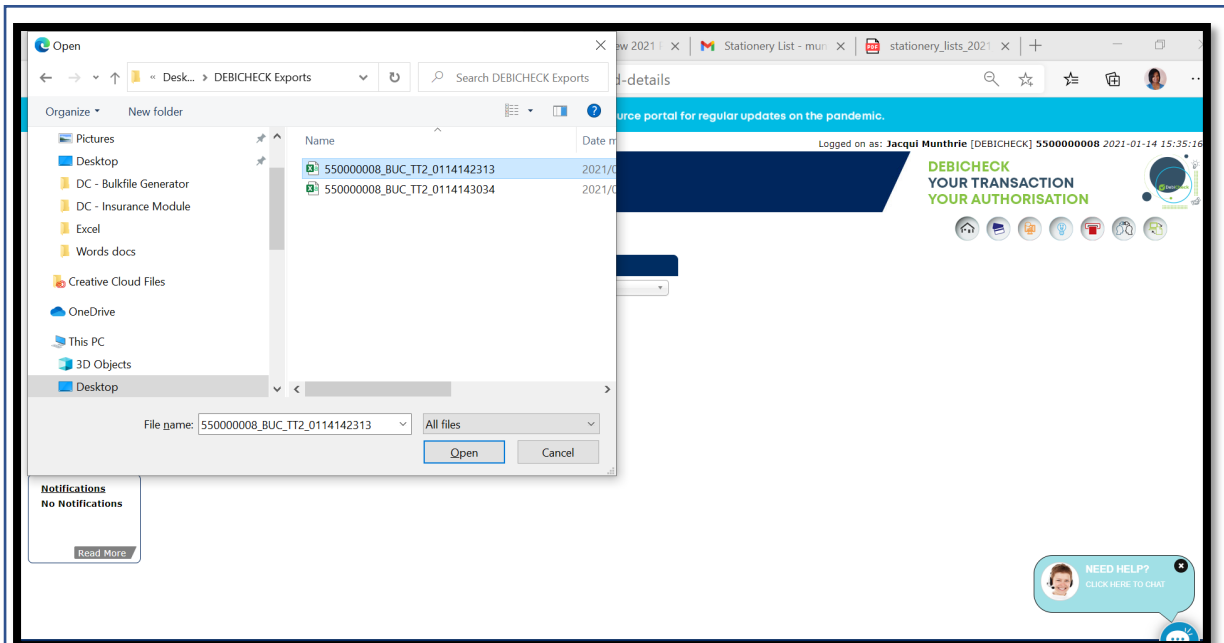 Open
ew 2021
Stationery List - mun
stationery_lists_2021
« Desk... > DEBICHECK Exports
Search DEBICHECK Exports
d-details
Organize
New folder
urce portal for regular updates on the pandemic.
Pictures
Desktop
DC - Bulkfile Generator
DC - Insurance Module
Excel
Words docs
Creative Cloud Files
OneDrive
This PC
3D Objects
Desktop
Name
Date m
550000008_BUC_TT2_0114142313
2021/0
550000008_BUC_TT2_0114143034
2021/0
Logged on as: Jacqui Munthrie [DEBICHECK] 5500000008 2021-01-14 15:35:16
DEBICHECK
YOUR TRANSACTION
YOUR AUTHORISATION
File name: 550000008_BUC_TT2_0114142313
All files
Open
Cancel
Notifications
No Notifications
Read More
NEED HELP?
CLICK HERE TO CHAT